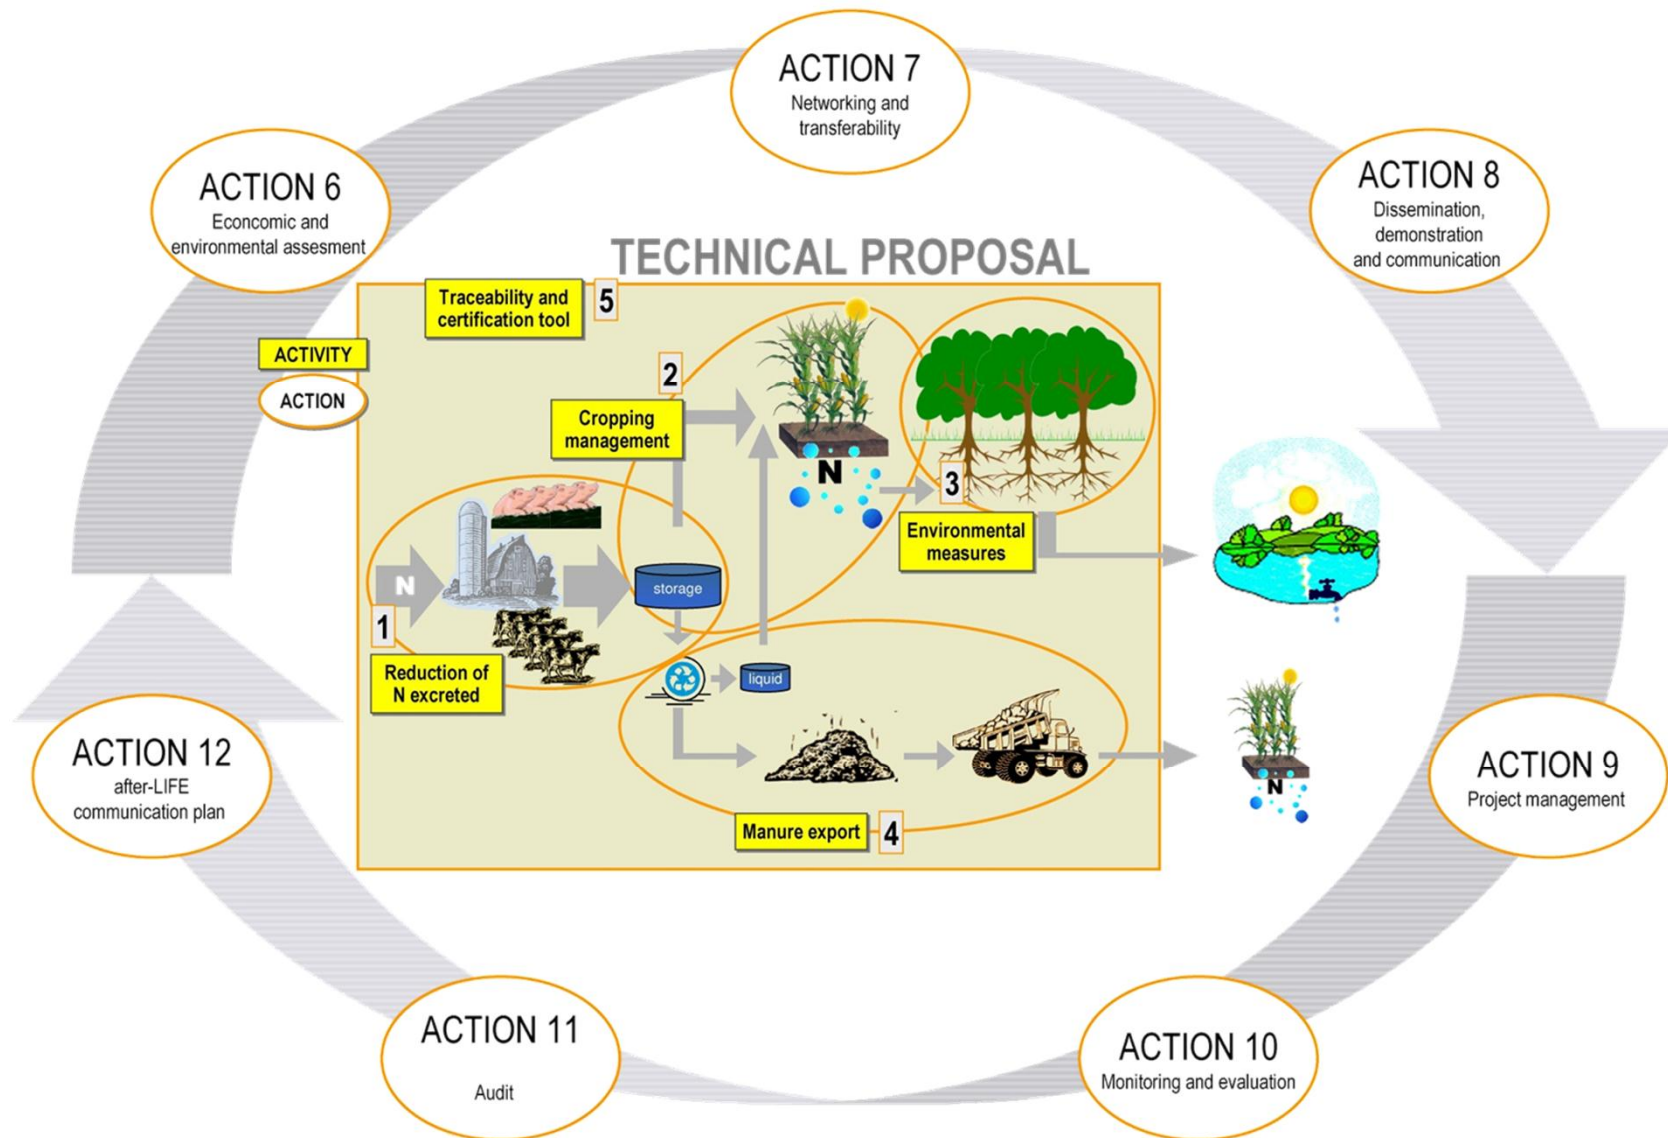 ACTION 7
Networking and
transferability
ACTION 6
Econcomic and
environmental assesment
ACTION 8
Dissemination,
demonstration
and communication
TECHNICAL PROPOSAL
Traceability and
certification tool
5
ACTIVITY
ACTION
2
Cropping
management
N
3
Environmental
measures
N
storage
1
Reduction of
N excreted
liquid
Manure export
4
N
ACTION 12
after-LIFE
communication plan
ACTION 9
Project management
ACTION 11
Audit
ACTION 10
Monitoring and evaluation